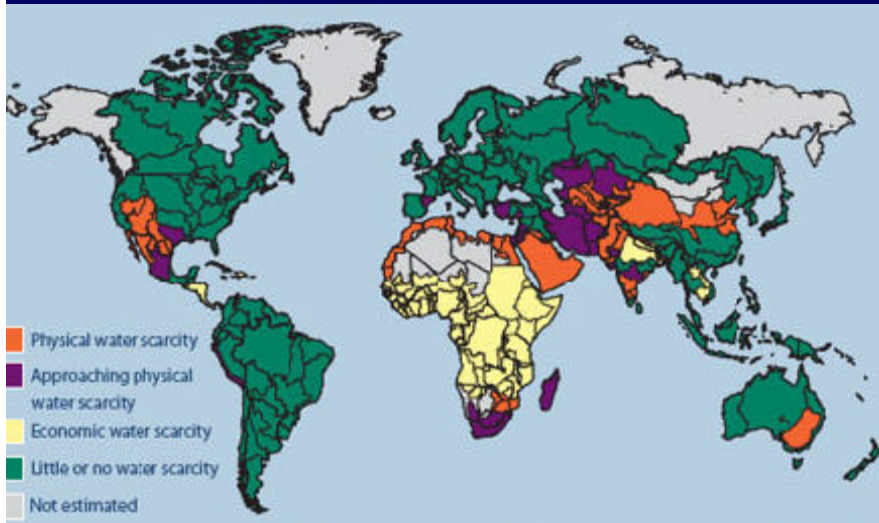 Physical water scarcity
Approaching physical
water scarcity
Economic water scarcity
Little or no water scarcity
Not estimated